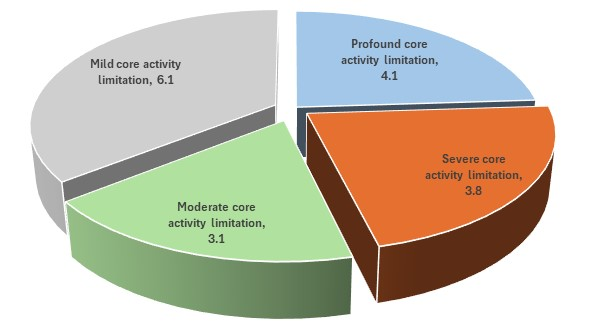 Mild core activity
limitation, 6.1
Profound core
activity limitation,
4.1
Severe core
activity limitation,
3.8
Moderate core
activity limitation,
3.1